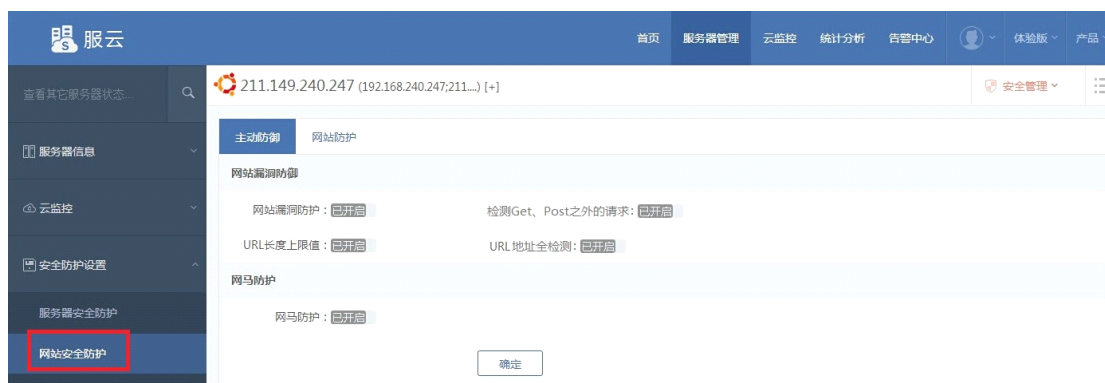 服云
首页 服务器管理 云监控 统计分析 告警中心 体验版 产品
查看其它服务器状态...
211.149.240.247 (192.168.240.247;211....) [+]
安全管理
主动防御 网站防护
服务器信息
网站漏洞防御
云监控
网站漏洞防护：已开启 检测Get、Post之外的请求：已开启
URL长度上限值：已开启 URL地址全检测：已开启
安全防护设置
网马防护
服务器安全防护
网马防护：已开启
网站安全防护
确定